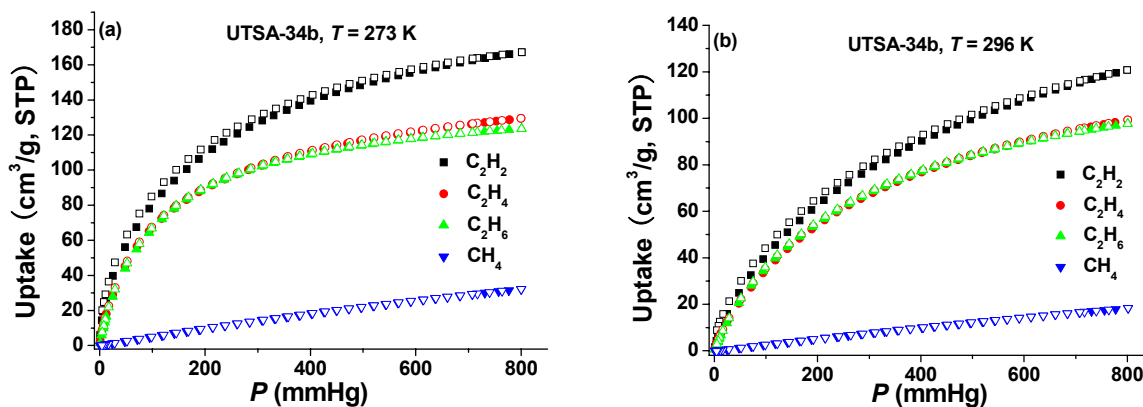 (a)
UTSA-34b, T = 273 K
Uptake (cm³/g, STP)
180
160
140
120
100
80
60
40
20
0
C₂H₂
C₂H₄
C₂H₆
CH₄
0 200 400 600 800
P (mmHg)
(b)
UTSA-34b, T = 296 K
Uptake (cm³/g, STP)
140
120
100
80
60
40
20
0
C₂H₂
C₂H₄
C₂H₆
CH₄
0 200 400 600 800
P (mmHg)